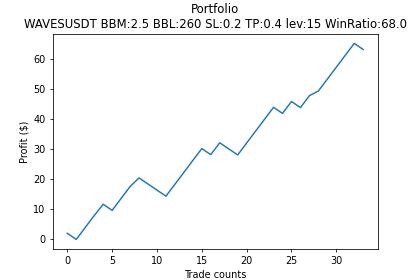 Portfolio
WAVESUSDT BBM:2.5 BBL:260 SL:0.2 TP:0.4 lev:15 WinRatio:68.0
Profit ($)
60
50
40
30
20
10
0
0 5 10 15 20 25 30
Trade counts